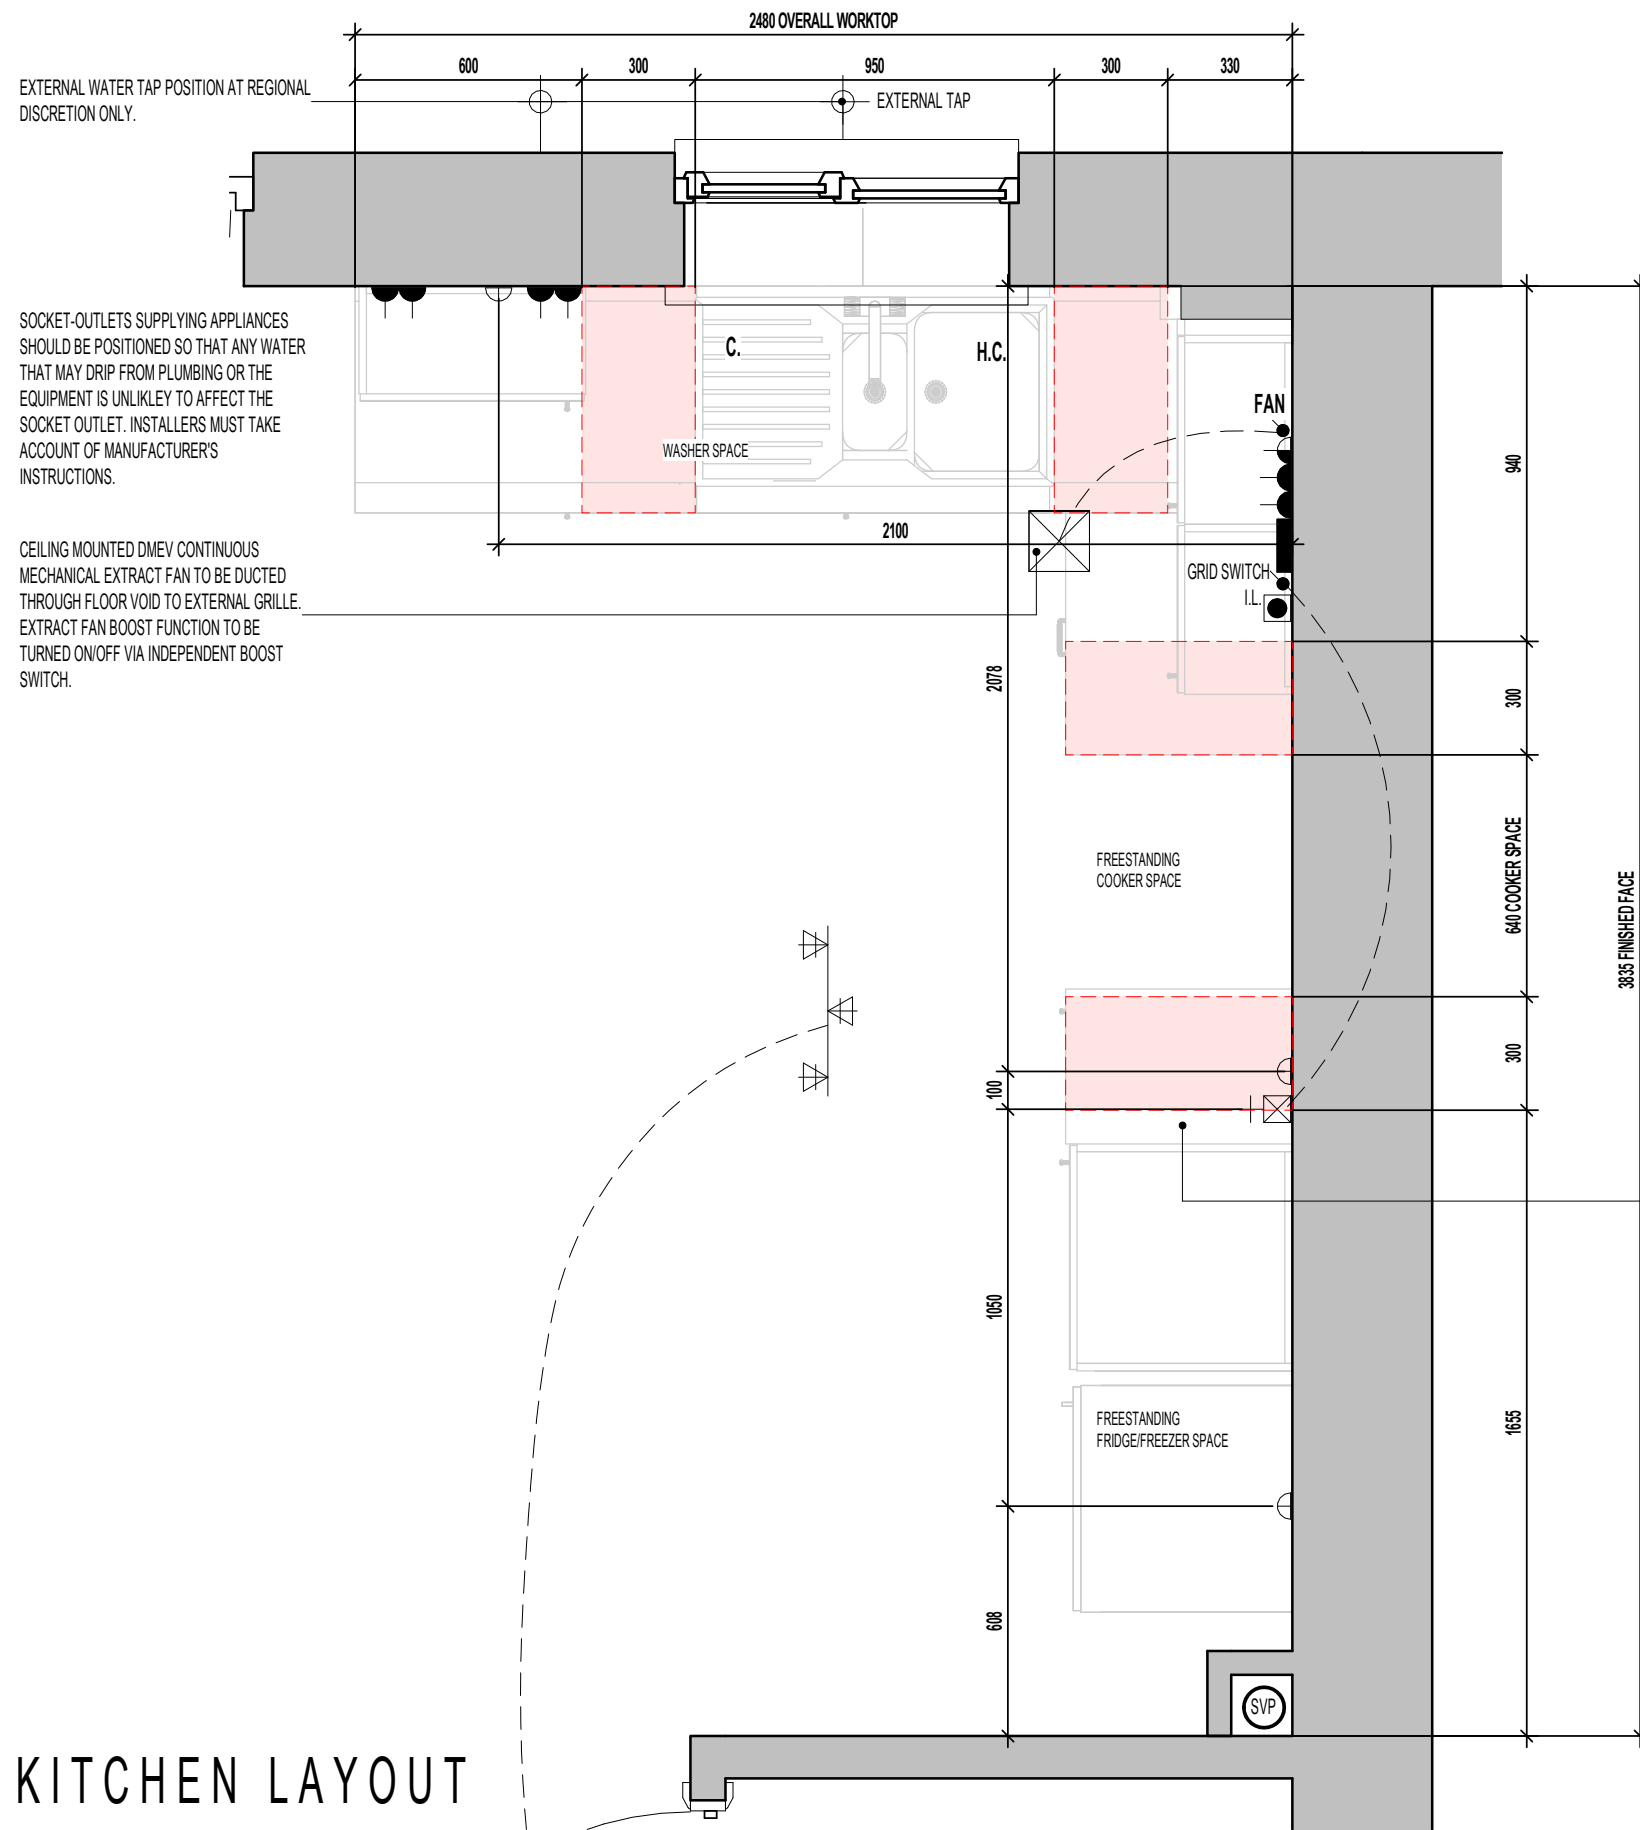 2480 OVERALL WORKTOP
600
300
950
300
330
EXTERNAL WATER TAP POSITION AT REGIONAL
DISCRETION ONLY.
EXTERNAL TAP
SOCKET-OUTLETS SUPPLYING APPLIANCES
SHOULD BE POSITIONED SO THAT ANY WATER
THAT MAY DRIP FROM PLUMBING OR THE
EQUIPMENT IS UNLIKLEY TO AFFECT THE
SOCKET OUTLET. INSTALLERS MUST TAKE
ACCOUNT OF MANUFACTURER'S
INSTRUCTIONS.
C.
H.C.
FAN
WASHER SPACE
940
2100
CEILING MOUNTED DMEV CONTINUOUS
MECHANICAL EXTRACT FAN TO BE DUCTED
THROUGH FLOOR VOID TO EXTERNAL GRILLE.
EXTRACT FAN BOOST FUNCTION TO BE
TURNED ON/OFF VIA INDEPENDENT BOOST
SWITCH.
GRID SWITCH
I.L.
2078
300
FREESTANDING
COOKER SPACE
640 COOKER SPACE
3835 FINISHED FACE
300
100
1050
FREESTANDING
FRIDGE/FREEZER SPACE
1655
608
SVP
KITCHEN LAYOUT